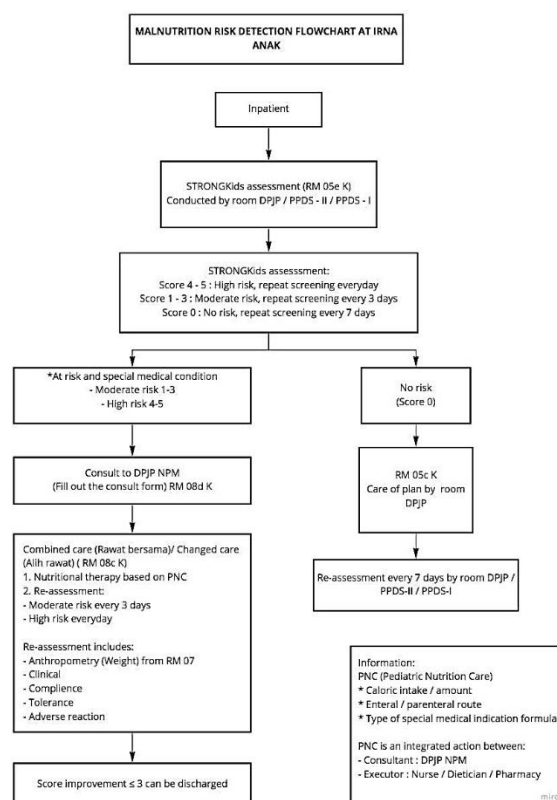 MALNUTRITION RISK DETECTION FLOWCHART AT IRNA
ANAK
Inpatient
STRONGKids assessment (RM 05e K)
Conducted by room DPJP / PPDS - II / PPDS - I
STRONGKids assesssment:
Score 4 - 5 : High risk, repeat screening everyday
Score 1 - 3 : Moderate risk, repeat screening every 3 days
Score 0 : No risk, repeat screening every 7 days
*At risk and special medical condition
- Moderate risk 1-3
- High risk 4-5
No risk
(Score 0)
Consult to DPJP NPM
(Fill out the consult form) RM 08d K
RM 05c K
Care of plan by room
DPJP
Combined care (Rawat bersama)/ Changed care
(Alih rawat) ( RM 08c K)
1. Nutritional therapy based on PNC
2. Re-assessment:
- Moderate risk every 3 days
- High risk everyday
Re-assessment includes:
- Anthropometry (Weight) from RM 07
- Clinical
- Complience
- Tolerance
- Adverse reaction
Re-assessment every 7 days by room DPJP /
PPDS-II / PPDS-I
Score improvement ≤ 3 can be discharged
Information:
PNC (Pediatric Nutrition Care)
* Caloric intake / amount
* Enteral / parenteral route
* Type of special medical indication formula
PNC is an integrated action between:
- Consultant : DPJP NPM
- Executor : Nurse / Dietician / Pharmacy
miro